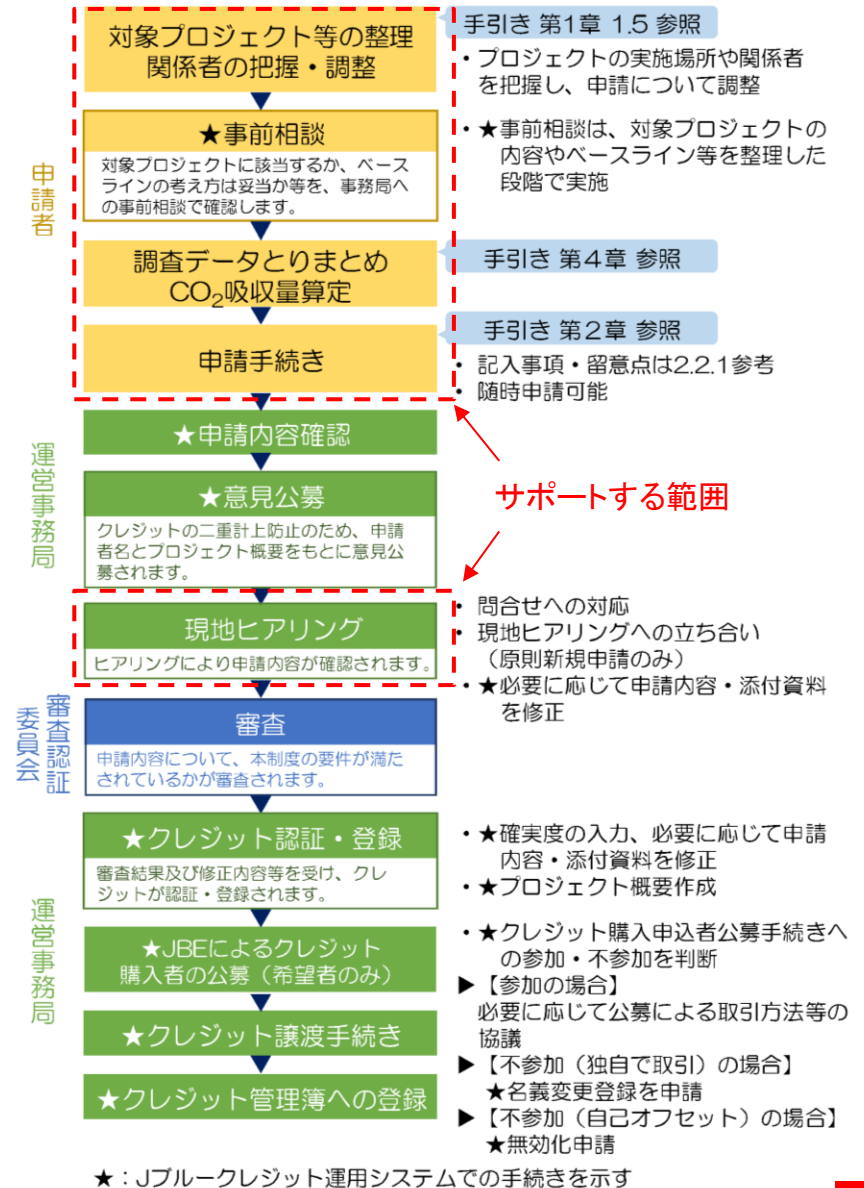 対象プロジェクト等の整理
関係者の把握・調整
手引き 第1章 1.5 参照
・プロジェクトの実施場所や関係者
を把握し、申請について調整
申請者
★事前相談
対象プロジェクトに該当するか、ベース
ラインの考え方は妥当か等を、事務局へ
の事前相談で確認します。
・★事前相談は、対象プロジェクトの
内容やベースライン等を整理した
段階で実施
調査データとりまとめ
CO₂吸収量算定
手引き 第4章 参照
申請手続き
手引き 第2章 参照
・記入事項・留意点は2.2.1参考
・随時申請可能
運営事務局
★申請内容確認
サポートする範囲
★意見公募
クレジットの二重計上防止のため、申請
者名とプロジェクト概要をもとに意見公
募されます。
現地ヒアリング
ヒアリングにより申請内容が確認されます。
・問合せへの対応
・現地ヒアリングへの立ち合い
（原則新規申請のみ）
・★必要に応じて申請内容・添付資料
を修正
審査認証
委員会
審査
申請内容について、本制度の要件が満た
されているかが審査されます。
運営事務局
★クレジット認証・登録
審査結果及び修正内容等を受け、クレ
ジットが認証・登録されます。
・★確実度の入力、必要に応じて申請
内容・添付資料を修正
・★プロジェクト概要作成
★JBEによるクレジット
購入者の公募（希望者のみ）
・★クレジット購入申込者公募手続きへ
の参加・不参加を判断
▶【参加の場合】
必要に応じて公募による取引方法等の
協議
★クレジット譲渡手続き
▶【不参加（独自で取引）の場合】
★名義変更登録を申請
★クレジット管理簿への登録
▶【不参加（自己オフセット）の場合】
★無効化申請
★：Jブルークレジット運用システムでの手続きを示す